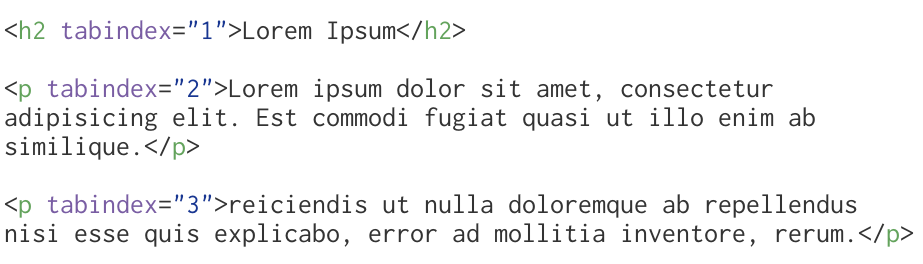 <h2 tabindex="1">Lorem Ipsum</h2>
<p tabindex="2">Lorem ipsum dolor sit amet, consectetur
adipisicing elit. Est commodi fugiat quasi ut illo enim ab
similique.</p>
<p tabindex="3">reiciendis ut nulla doloremque ab repellendus
nisi esse quis explicabo, error ad mollitia inventore, rerum.</p>